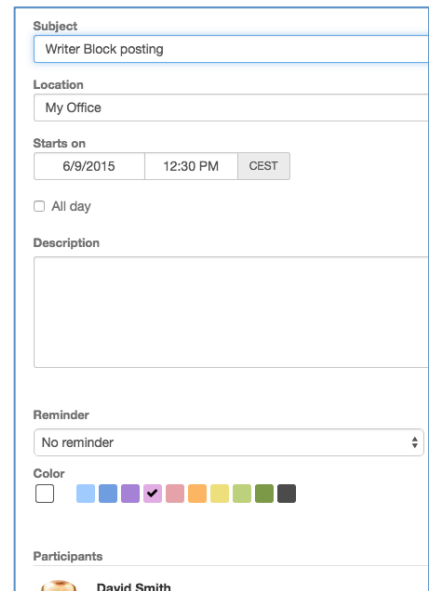 Subject
Writer Block posting
Location
My Office
Starts on
6/9/2015 12:30 PM CEST
All day
Description
Reminder
No reminder
Color
Participants
David Smith